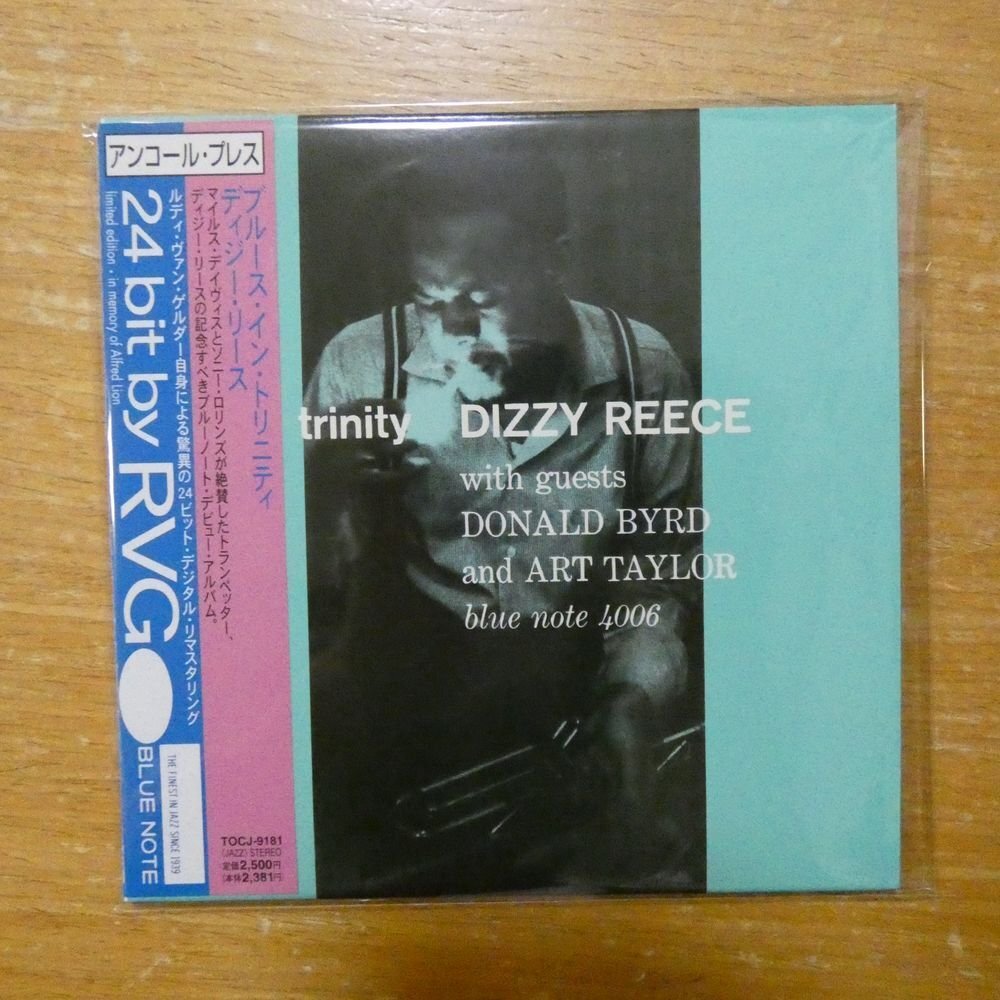 アンコール・プレス
ブルース・イン・トリニティ
ディジー・リース
マイルス・デイヴィスとソニー・ロリンズが絶賛したトランペッター、
ディジー・リースの記念すべきブルーノート・デビュー・アルバム。
ルディ・ヴァン・ゲルダー自身による驚異の24ビット・デジタル・リマスタリング
24 bit by RVG
limited edition・in memory of Alfred Lion
BLUE NOTE
THE FINEST IN JAZZ SINCE 1939
TOCJ-9181
(JAZZ) STEREO
定価2,500円
(本体2,381円)
trinity DIZZY REECE
with guests
DONALD BYRD
and ART TAYLOR
blue note 4006